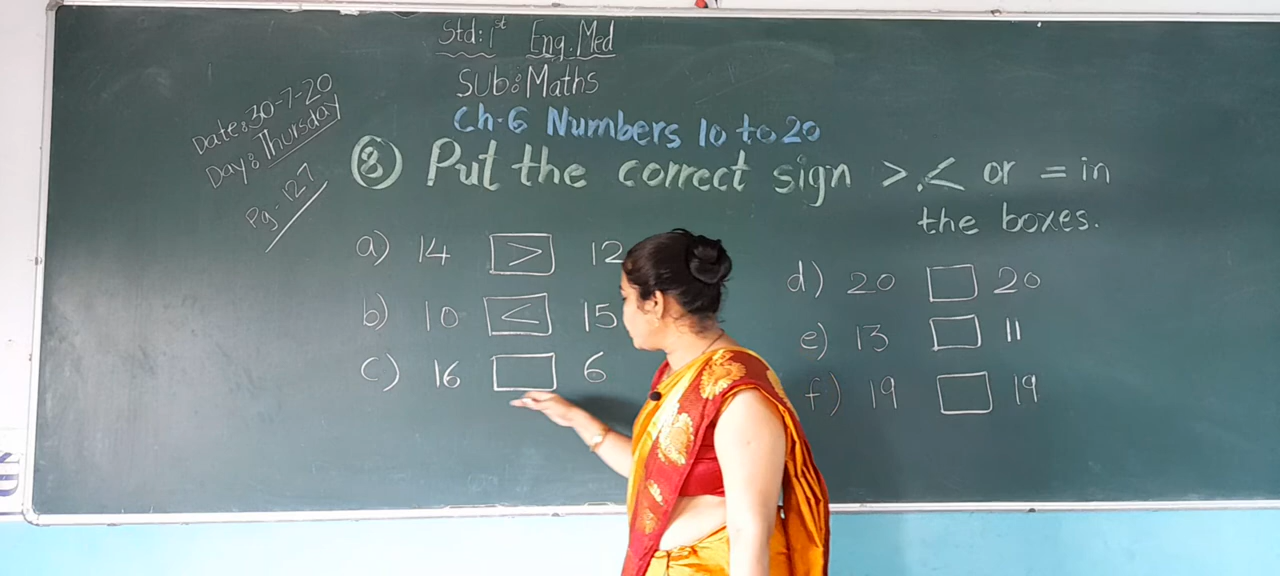 Std: 1st Eng. Med
Sub: Maths
Date: 30-7-20
Day: Thursday
Pg-127
Ch-6 Numbers 10 to 20
8) Put the correct sign >, < or = in
the boxes.
a) 14 > 12
b) 10 < 15
c) 16 6
d) 20 20
e) 13 11
f) 19 19